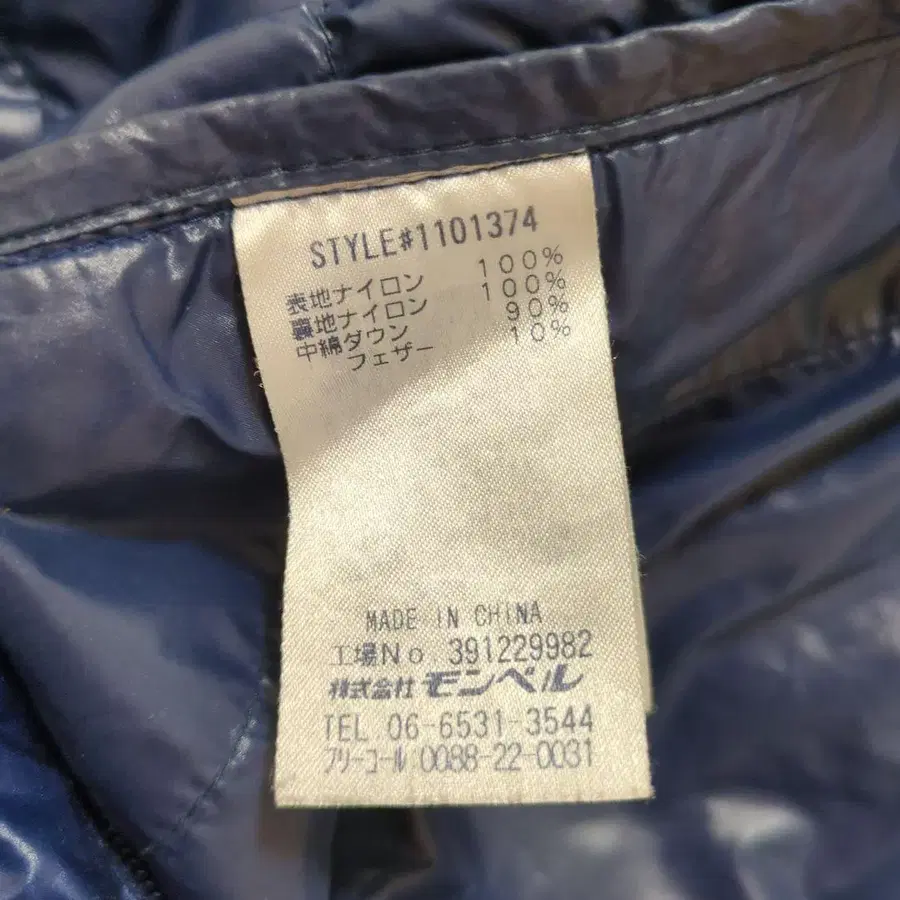 STYLE#1101374
表地ナイロン 100%
裏地ナイロン 100%
中綿ダウン 90%
フェザー 10%
MADE IN CHINA
工場No 391229982
株式会社モンベル
TEL 06-6531-3544
フリーコール 0088-22-0031